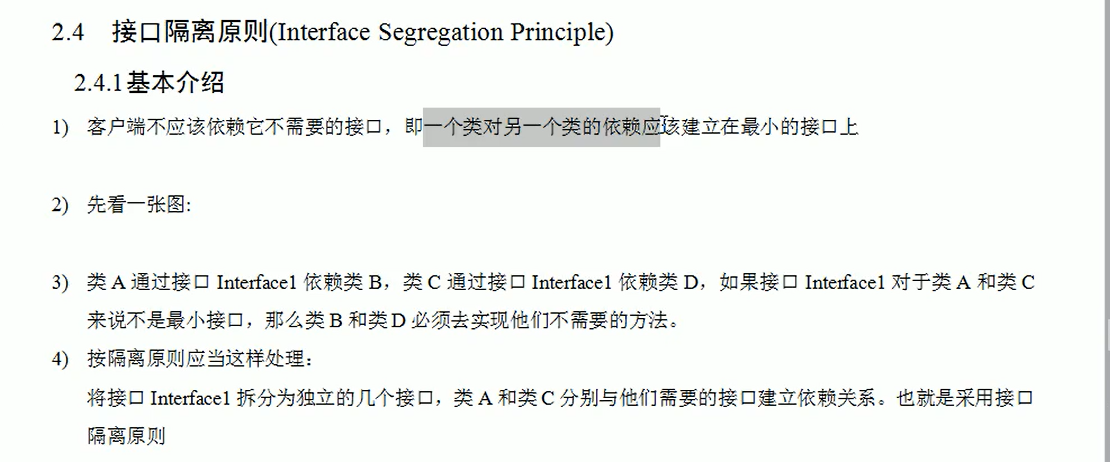 2.4 接口隔离原则(Interface Segregation Principle)
2.4.1基本介绍
1) 客户端不应该依赖它不需要的接口，即一个类对另一个类的依赖应该建立在最小的接口上
2) 先看一张图:
3) 类 A 通过接口 Interface1 依赖类 B，类 C 通过接口 Interface1 依赖类 D，如果接口 Interface1 对于类 A 和类 C
来说不是最小接口，那么类 B 和类 D 必须去实现他们不需要的方法。
4) 按隔离原则应当这样处理：
将接口 Interface1 拆分为独立的几个接口，类 A 和类 C 分别与他们需要的接口建立依赖关系。也就是采用接口
隔离原则